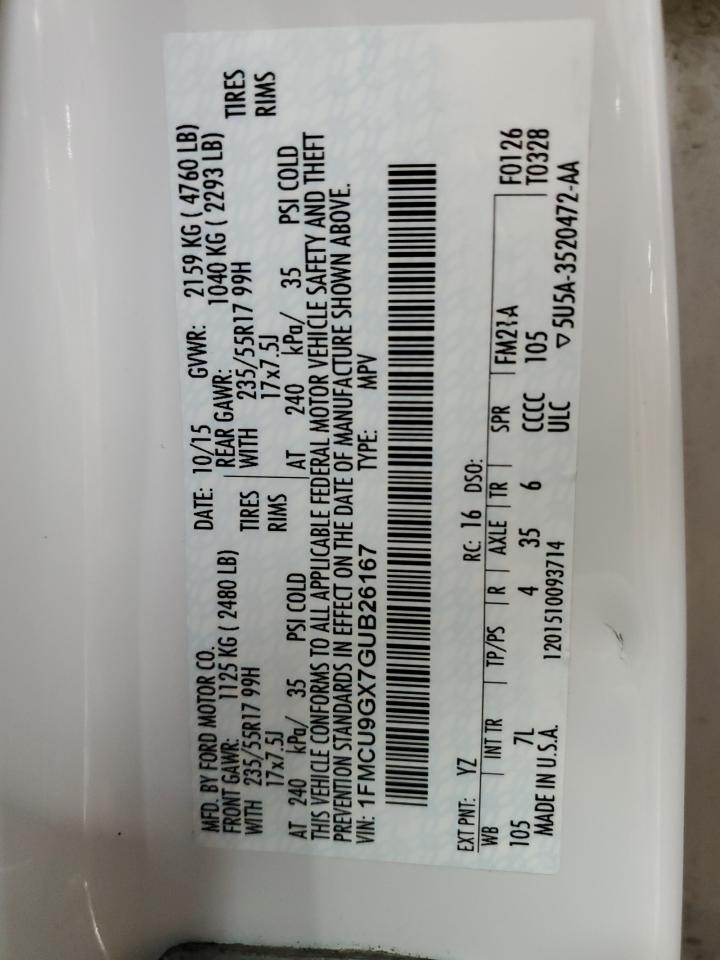 MFD. BY FORD MOTOR CO.
DATE: 10/15 GVWR: 2159 KG ( 4760 LB)
FRONT GAWR: 1125 KG ( 2480 LB)
REAR GAWR: 1040 KG ( 2293 LB)
WITH 235/55R17 99H TIRES
WITH 235/55R17 99H TIRES
17x7.5J RIMS
17x7.5J RIMS
AT 240 kPa/ 35 PSI COLD
AT 240 kPa/ 35 PSI COLD
THIS VEHICLE CONFORMS TO ALL APPLICABLE FEDERAL MOTOR VEHICLE SAFETY AND THEFT
PREVENTION STANDARDS IN EFFECT ON THE DATE OF MANUFACTURE SHOWN ABOVE.
VIN: 1FMCU9GX7GUB26167 TYPE: MPV
EXT PNT: YZ RC: 16 DSO:
WB INT TR TP/PS R AXLE TR SPR FM21A F0126
105 7L 4 35 6 CCCC 105 T0328
MADE IN U.S.A. 1201510093714 ULC ▽5U5A-3520472-AA